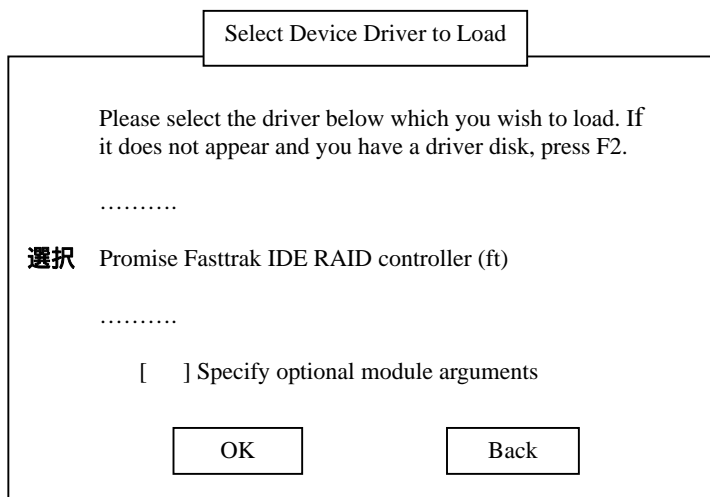 Select Device Driver to Load
Please select the driver below which you wish to load. If
it does not appear and you have a driver disk, press F2.
……….
選択 Promise Fasttrak IDE RAID controller (ft)
……….
[ ] Specify optional module arguments
OK Back